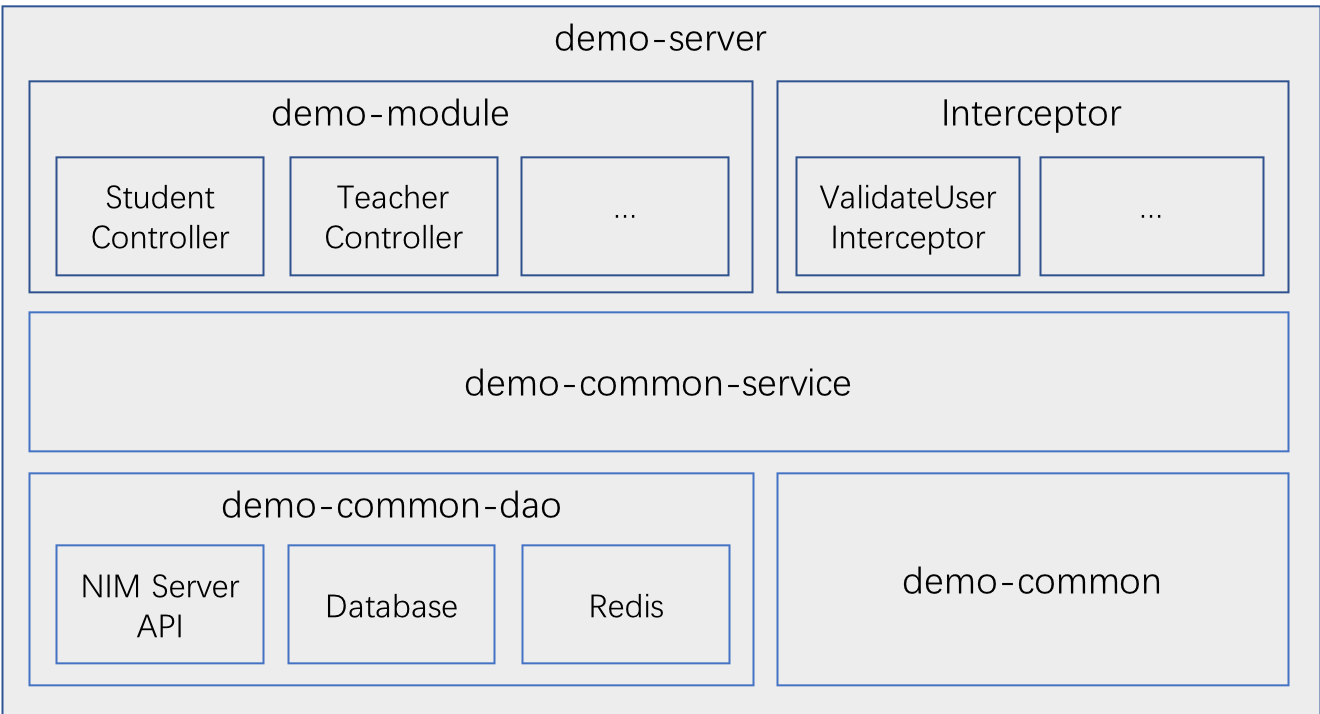 demo-server
demo-module
Student
Controller
Teacher
Controller
...
Interceptor
ValidateUser
Interceptor
...
demo-common-service
demo-common-dao
NIM Server
API
Database
Redis
demo-common